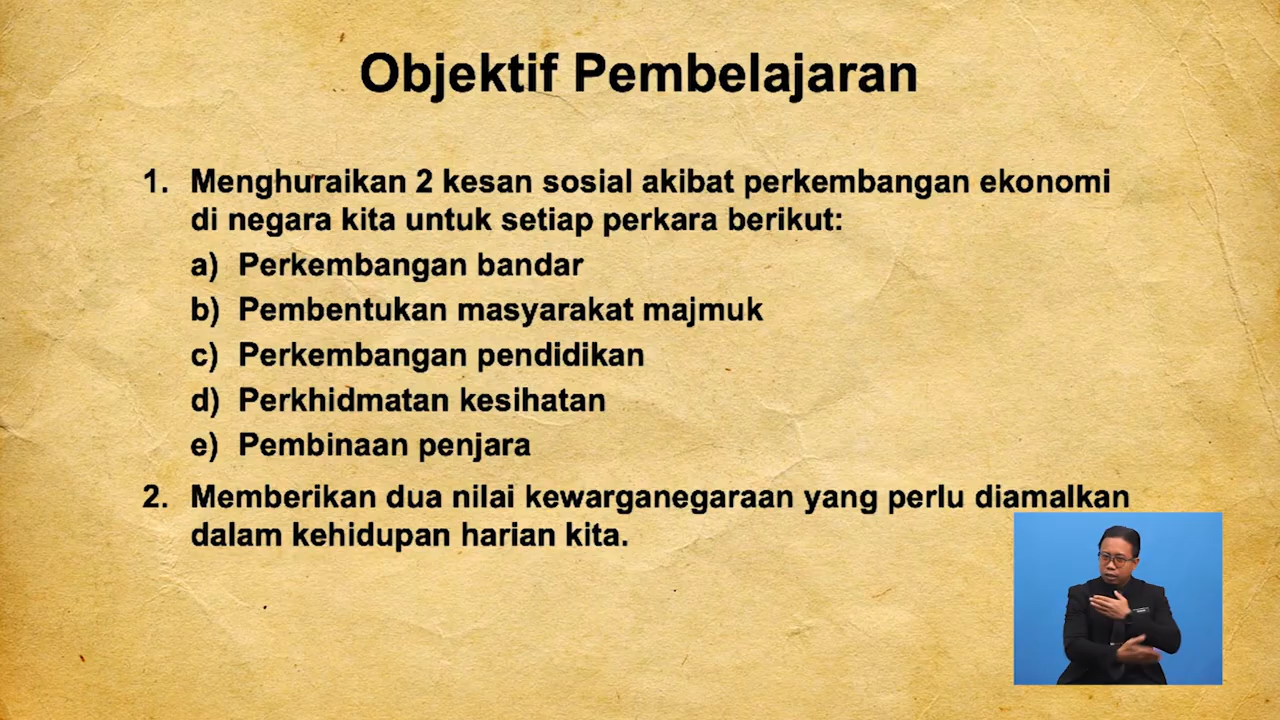 Objektif Pembelajaran
1. Menghuraikan 2 kesan sosial akibat perkembangan ekonomi
di negara kita untuk setiap perkara berikut:
a) Perkembangan bandar
b) Pembentukan masyarakat majmuk
c) Perkembangan pendidikan
d) Perkhidmatan kesihatan
e) Pembinaan penjara
2. Memberikan dua nilai kewarganegaraan yang perlu diamalkan
dalam kehidupan harian kita.